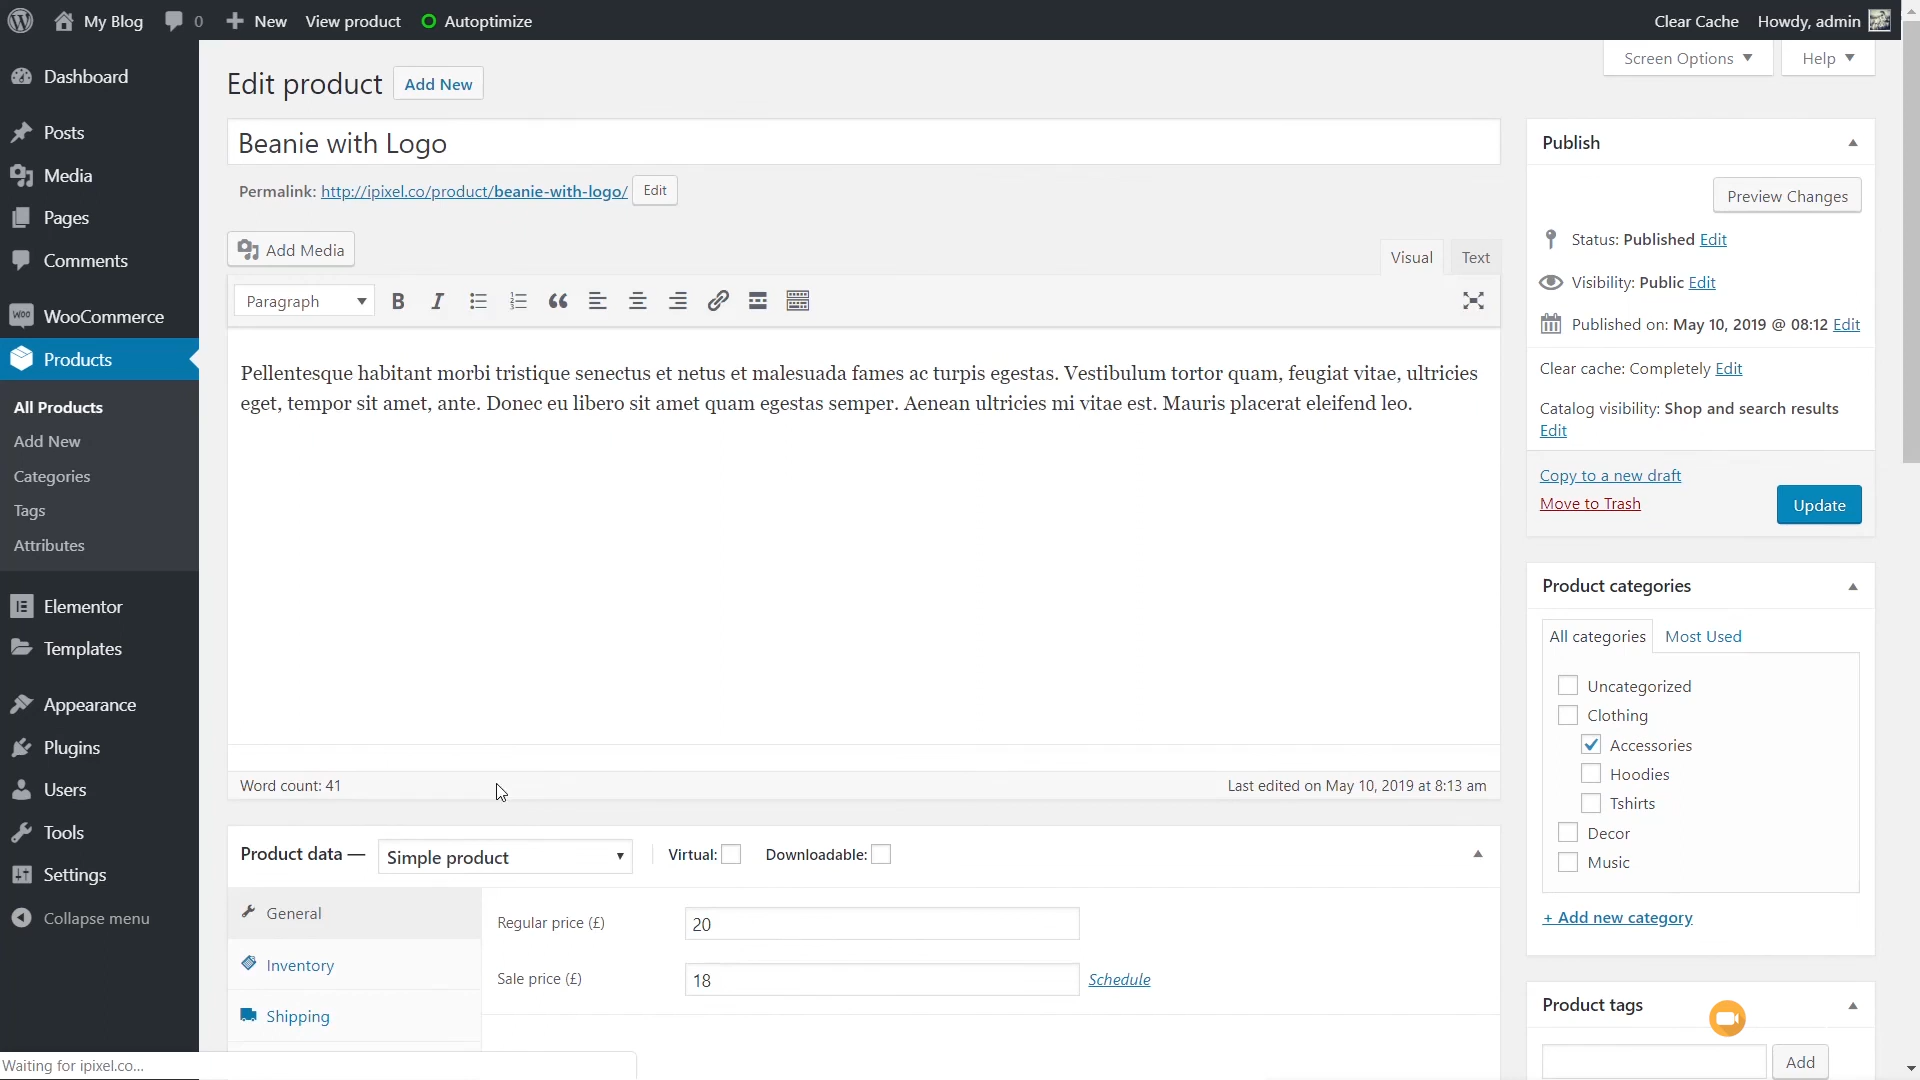 My Blog
0
New
View product
Autoptimize
Clear Cache
Howdy, admin
Dashboard
Posts
Media
Pages
Comments
WooCommerce
Products
All Products
Add New
Categories
Tags
Attributes
Elementor
Templates
Appearance
Plugins
Users
Tools
Settings
Collapse menu
Screen Options
Help
Edit product
Add New
Beanie with Logo
Permalink: http://ipixel.co/product/beanie-with-logo/ Edit
Add Media
Visual
Text
Paragraph
Pellentesque habitant morbi tristique senectus et netus et malesuada fames ac turpis egestas. Vestibulum tortor quam, feugiat vitae, ultricies
eget, tempor sit amet, ante. Donec eu libero sit amet quam egestas semper. Aenean ultricies mi vitae est. Mauris placerat eleifend leo.
Word count: 41
Last edited on May 10, 2019 at 8:13 am
Product data —
Simple product
Virtual:
Downloadable:
General
Inventory
Shipping
Regular price (£)
20
Sale price (£)
18
Schedule
Publish
Preview Changes
Status: Published Edit
Visibility: Public Edit
Published on: May 10, 2019 @ 08:12 Edit
Clear cache: Completely Edit
Catalog visibility: Shop and search results
Edit
Copy to a new draft
Move to Trash
Update
Product categories
All categories
Most Used
Uncategorized
Clothing
Accessories
Hoodies
Tshirts
Decor
Music
+ Add new category
Product tags
Add
Waiting for ipixel.co...